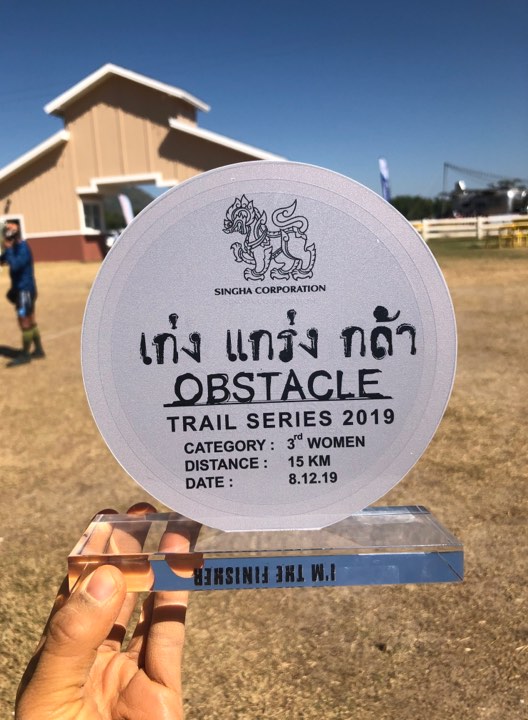 SINGHA CORPORATION
เก่ง แกร่ง กล้า
OBSTACLE
TRAIL SERIES 2019
CATEGORY : 3rd WOMEN
DISTANCE : 15 KM
DATE : 8.12.19
I'M THE FINISHER